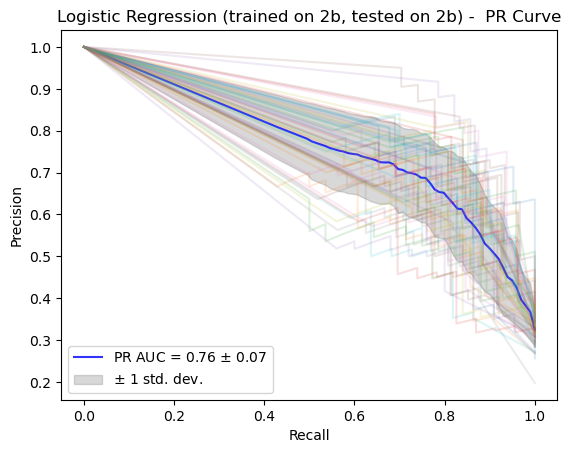 Logistic Regression (trained on 2b, tested on 2b) -  PR Curve
1.0
0.9
0.8
0.7
0.6
0.5
0.4
0.3
0.2
Precision
PR AUC = 0.76 ± 0.07
± 1 std. dev.
0.0 0.2 0.4 0.6 0.8 1.0
Recall